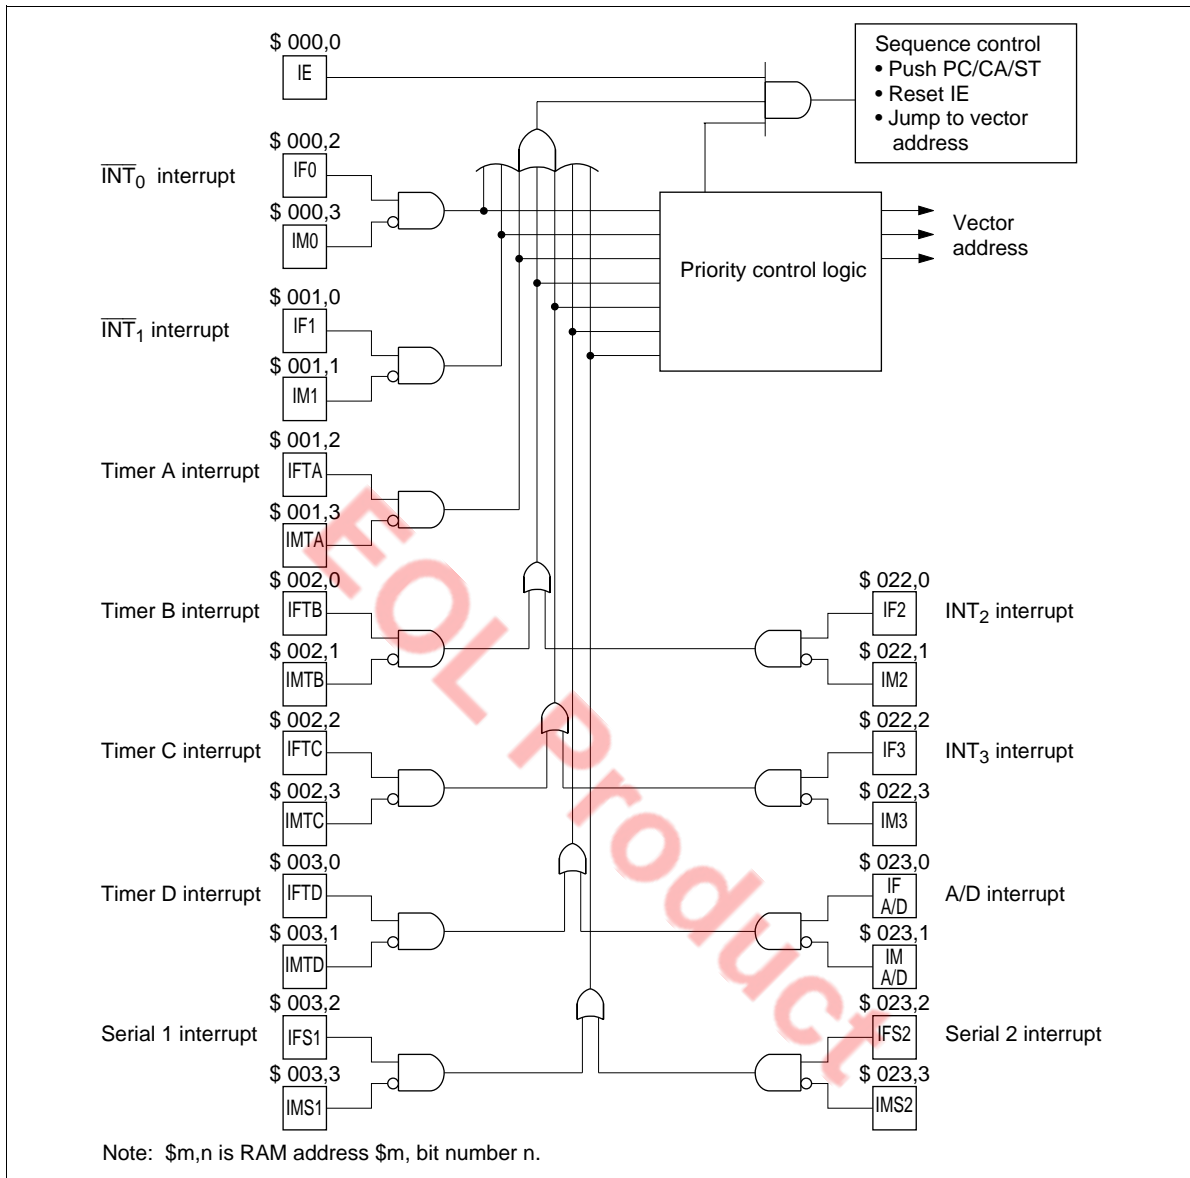 $ 000,0
IE
Sequence control
• Push PC/CA/ST
• Reset IE
• Jump to vector
address
$ 000,2
IF0
INT0 interrupt
$ 000,3
IM0
Priority control logic
Vector
address
$ 001,0
IF1
INT1 interrupt
$ 001,1
IM1
$ 001,2
Timer A interrupt
IFTA
$ 001,3
IMTA
$ 002,0
Timer B interrupt
IFTB
$ 002,1
IMTB
$ 022,0
IF2
INT2 interrupt
$ 022,1
IM2
$ 002,2
Timer C interrupt
IFTC
$ 002,3
IMTC
$ 022,2
IF3
INT3 interrupt
$ 022,3
IM3
$ 003,0
Timer D interrupt
IFTD
$ 003,1
IMTD
$ 023,0
IF
A/D
A/D interrupt
$ 023,1
IM
A/D
$ 003,2
Serial 1 interrupt
IFS1
$ 003,3
IMS1
$ 023,2
IFS2
Serial 2 interrupt
$ 023,3
IMS2
Note: $m,n is RAM address $m, bit number n.
EOL Product